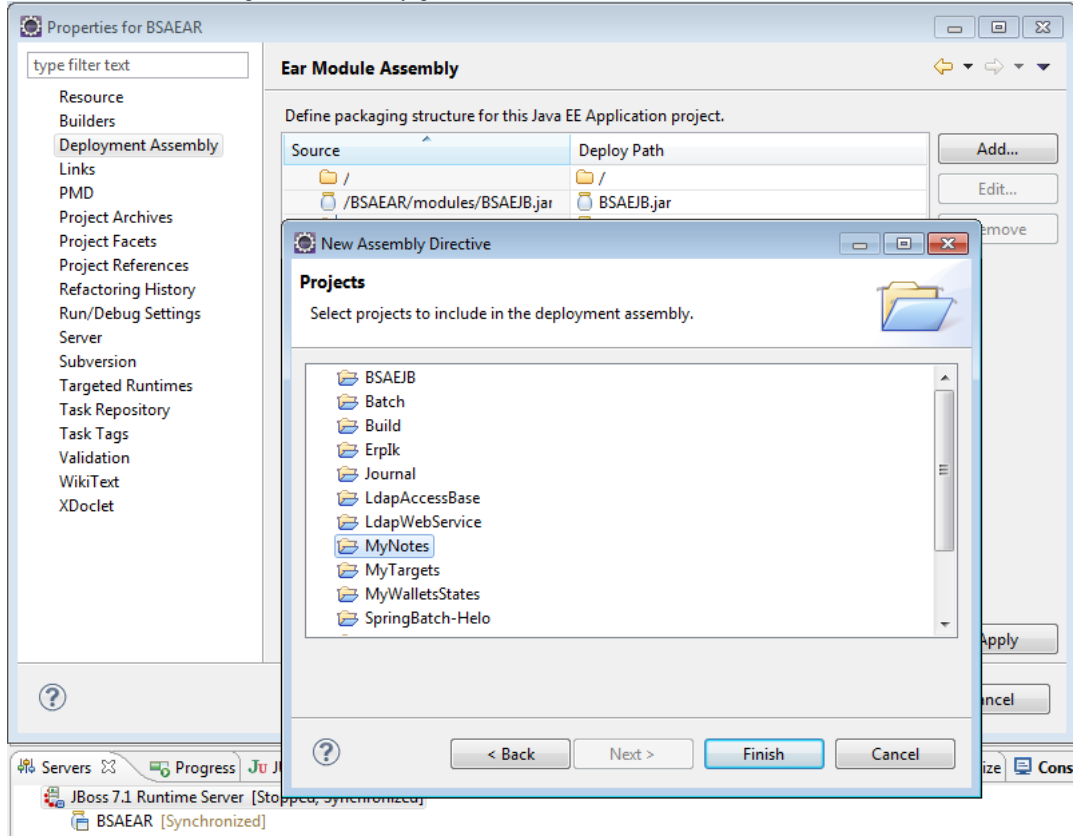 Properties for BSAEAR
type filter text
Resource
Builders
Deployment Assembly
Links
PMD
Project Archives
Project Facets
Project References
Refactoring History
Run/Debug Settings
Server
Subversion
Targeted Runtimes
Task Repository
Task Tags
Validation
WikiText
XDoclet
Ear Module Assembly
Define packaging structure for this Java EE Application project.
Source Deploy Path
/ /
/BSAEAR/modules/BSAEJB.jar BSAEJB.jar
Add...
Edit...
emove
New Assembly Directive
Projects
Select projects to include in the deployment assembly.
BSAEJB
Batch
Build
ErpIk
Journal
LdapAccessBase
LdapWebService
MyNotes
MyTargets
MyWalletsStates
SpringBatch-Helo
< Back Next > Finish Cancel
Apply
ncel
Servers Progress Ju J
ize Cons
JBoss 7.1 Runtime Server [Stopped, Synchronized]
BSAEAR [Synchronized]